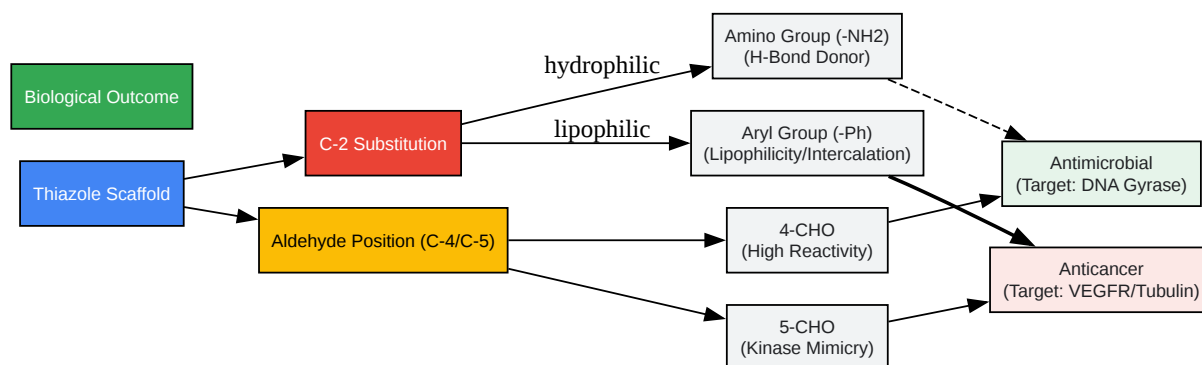 Biological Outcome
Thiazole Scaffold
C-2 Substitution
Aldehyde Position (C-4/C-5)
hydrophilic
lipophilic
Amino Group (-NH2)
(H-Bond Donor)
Aryl Group (-Ph)
(Lipophilicity/Intercalation)
4-CHO
(High Reactivity)
5-CHO
(Kinase Mimicry)
Antimicrobial
(Target: DNA Gyrase)
Anticancer
(Target: VEGFR/Tubulin)